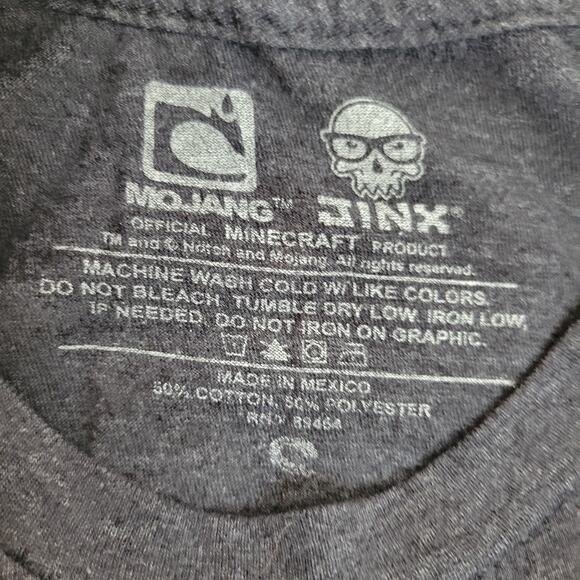 MOJANG™ JINX®
OFFICIAL MINECRAFT PRODUCT
TM and © Notch and Mojang. All rights reserved.
MACHINE WASH COLD W/ LIKE COLORS.
DO NOT BLEACH. TUMBLE DRY LOW. IRON LOW,
IF NEEDED. DO NOT IRON ON GRAPHIC.
MADE IN MEXICO
50% COTTON, 50% POLYESTER